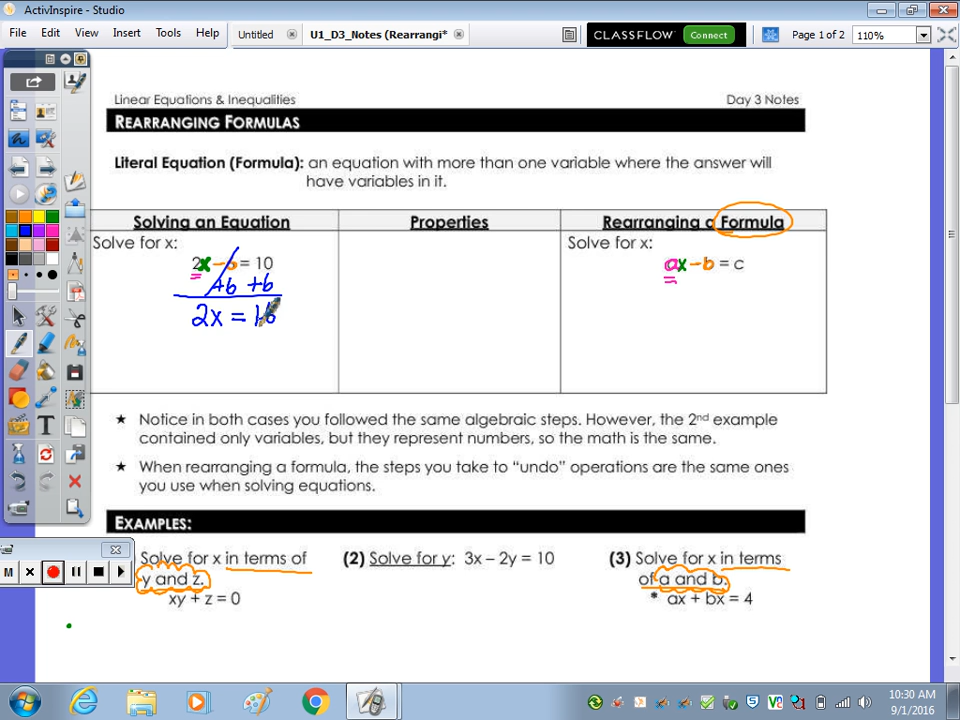 ActivInspire - Studio
File Edit View Insert Tools Help Untitled U1_D3_Notes (Rearrangi* CLASSFLOW Connect Page 1 of 2 110%
Linear Equations & Inequalities Day 3 Notes
REARRANGING FORMULAS
Literal Equation (Formula): an equation with more than one variable where the answer will
have variables in it.
Solving an Equation Properties Rearranging a Formula
Solve for x: Solve for x:
2x - 6 = 10 ax - b = c
+6 +6
2x = 16
★ Notice in both cases you followed the same algebraic steps. However, the 2nd example
contained only variables, but they represent numbers, so the math is the same.
★ When rearranging a formula, the steps you take to “undo” operations are the same ones
you use when solving equations.
EXAMPLES:
Solve for x in terms of (2) Solve for y: 3x – 2y = 10 (3) Solve for x in terms
y and z. of a and b.
xy + z = 0 * ax + bx = 4
M
10:30 AM
9/1/2016